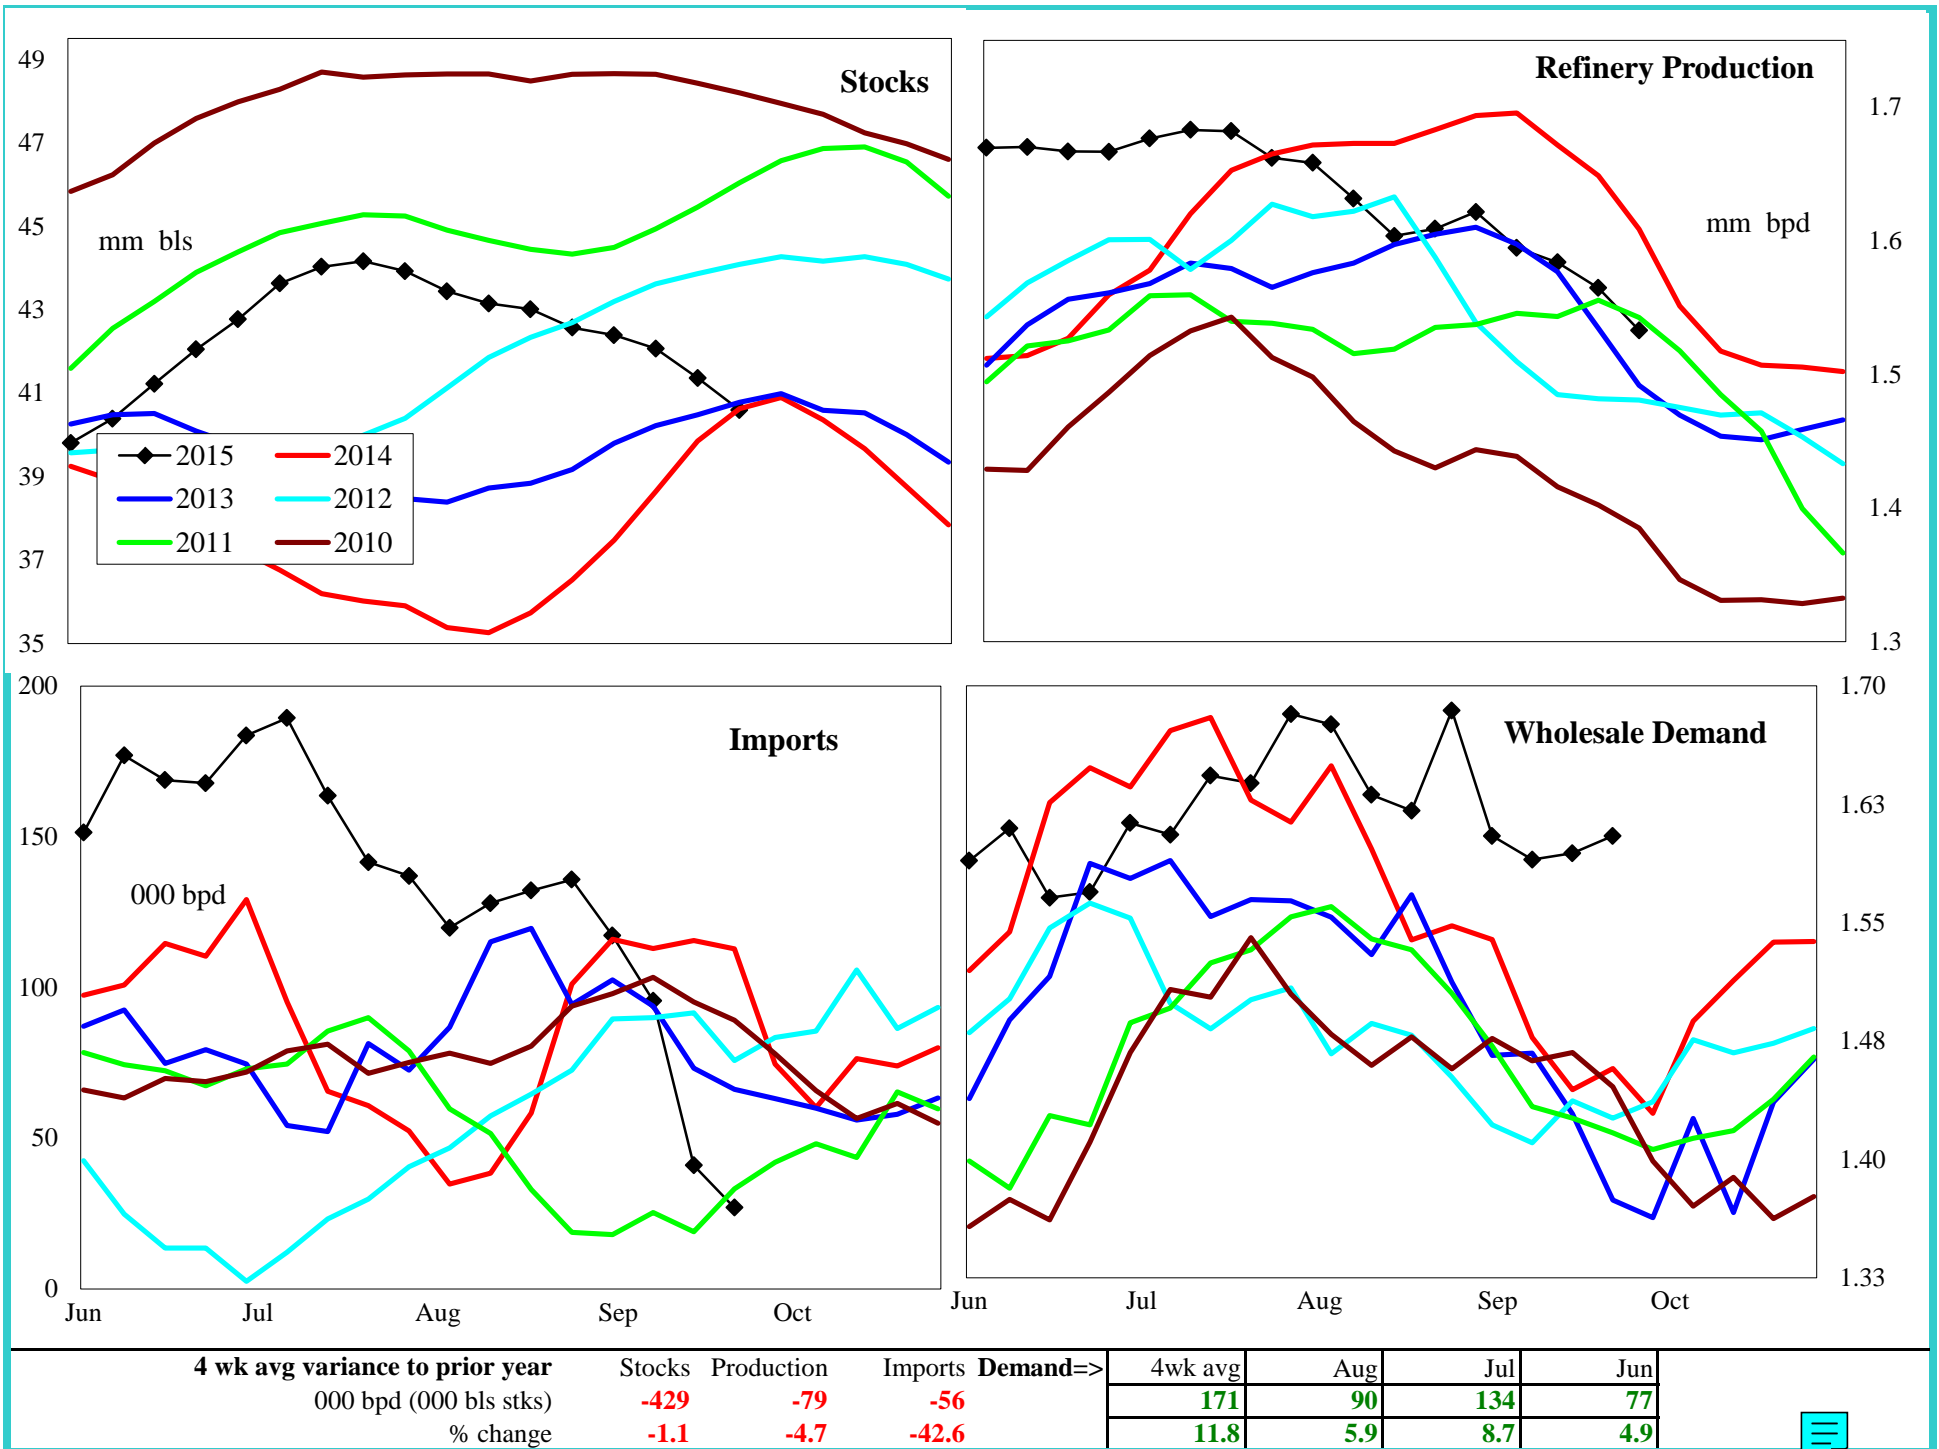 Stocks
49
47
45
43
41
39
37
35
mm bls
2015 2014
2013 2012
2011 2010
Refinery Production
1.7
1.6
1.5
1.4
1.3
mm bpd
Imports
200
150
100
50
0
000 bpd
Jun Jul Aug Sep Oct
Wholesale Demand
1.70
1.63
1.55
1.48
1.40
1.33
Jun Jul Aug Sep Oct
4 wk avg variance to prior year Stocks Production Imports Demand=> 4wk avg Aug Jul Jun
000 bpd (000 bls stks) -429 -79 -56 171 90 134 77
% change -1.1 -4.7 -42.6 11.8 5.9 8.7 4.9